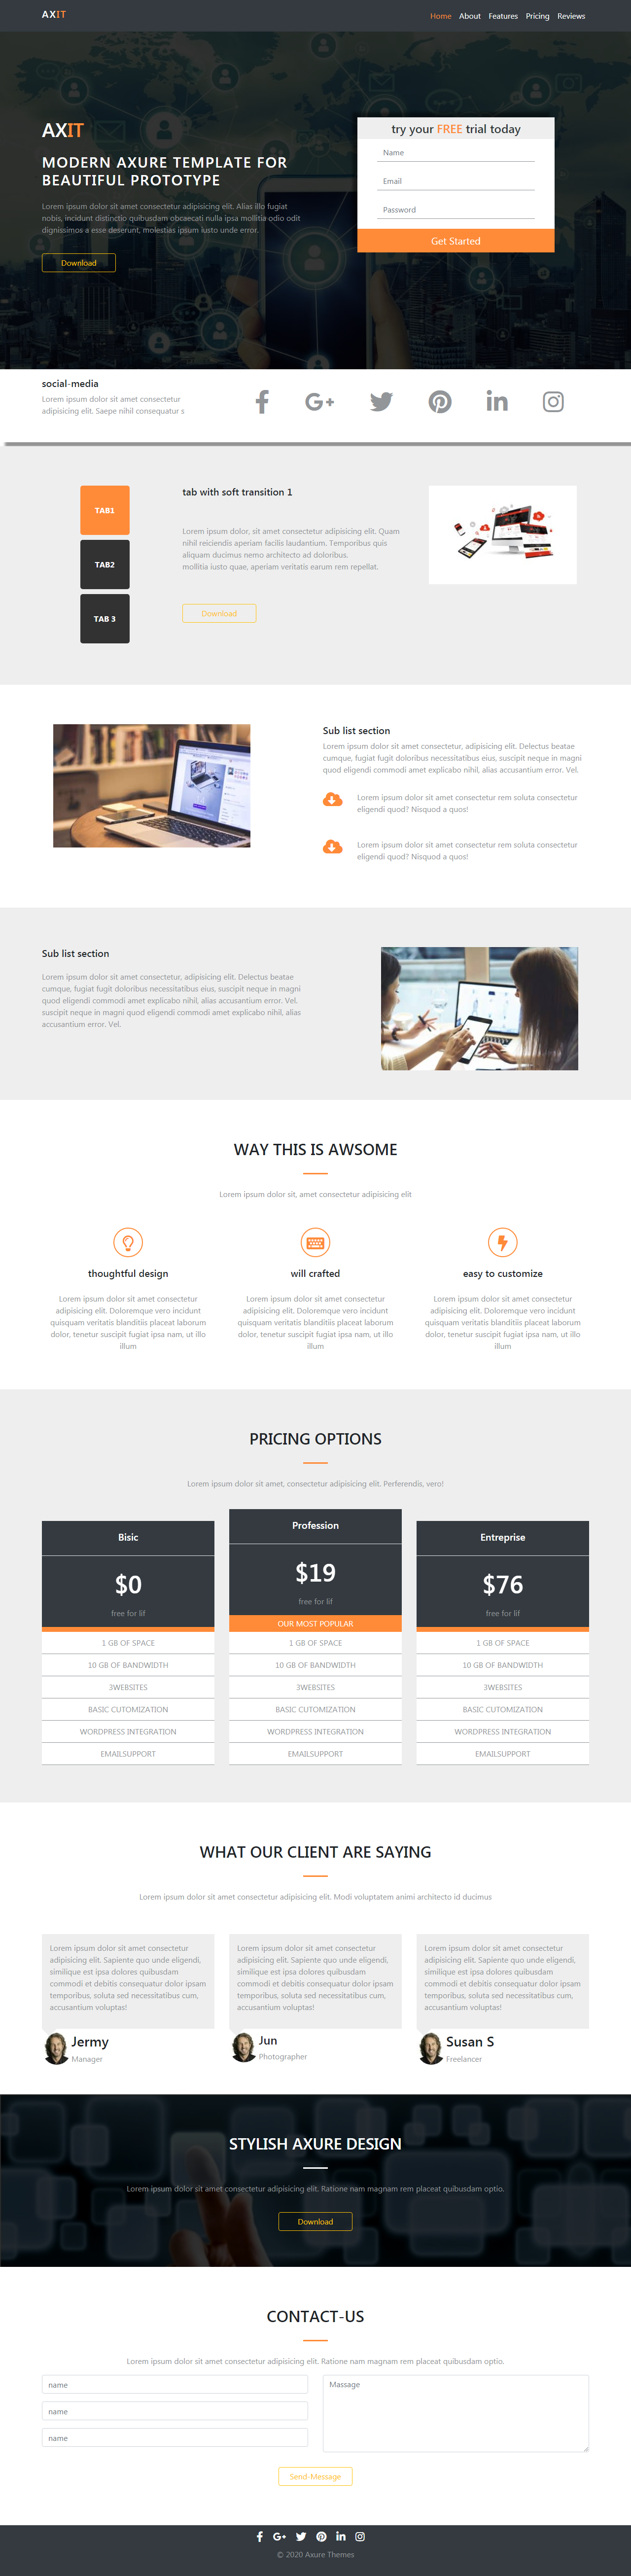 AXIT
Home About Features Pricing Reviews
AXIT
MODERN AXURE TEMPLATE FOR
BEAUTIFUL PROTOTYPE
Lorem ipsum dolor sit amet consectetur adipisicing elit. Alias illo fugiat
nobis, incidunt distinctio quibusdam obcaecati nulla ipsa mollitia odio odit
dignissimos a esse deserunt, molestias ipsum iusto unde error.
Download
try your FREE trial today
Name
Email
Password
Get Started
social-media
Lorem ipsum dolor sit amet consectetur
adipisicing elit. Saepe nihil consequatur s
TAB1
TAB2
TAB 3
tab with soft transition 1
Lorem ipsum dolor, sit amet consectetur adipisicing elit. Quam
nihil reiciendis aperiam facilis laudantium. Temporibus quis
aliquam ducimus nemo architecto ad doloribus.
mollitia iusto quae, aperiam veritatis earum rem repellat.
Download
Sub list section
Lorem ipsum dolor sit amet consectetur, adipisicing elit. Delectus beatae
cumque, fugiat fugit doloribus necessitatibus eius, suscipit neque in magni
quod eligendi commodi amet explicabo nihil, alias accusantium error. Vel.
Lorem ipsum dolor sit amet consectetur rem soluta consectetur
eligendi quod? Nisquod a quos!
Lorem ipsum dolor sit amet consectetur rem soluta consectetur
eligendi quod? Nisquod a quos!
Sub list section
Lorem ipsum dolor sit amet consectetur, adipisicing elit. Delectus beatae
cumque, fugiat fugit doloribus necessitatibus eius, suscipit neque in magni
quod eligendi commodi amet explicabo nihil, alias accusantium error. Vel.
suscipit neque in magni quod eligendi commodi amet explicabo nihil, alias
accusantium error. Vel.
WAY THIS IS AWSOME
Lorem ipsum dolor sit, amet consectetur adipisicing elit
thoughtful design
Lorem ipsum dolor sit amet consectetur
adipisicing elit. Doloremque vero incidunt
quisquam veritatis blanditiis placeat laborum
dolor, tenetur suscipit fugiat ipsa nam, ut illo
illum
will crafted
Lorem ipsum dolor sit amet consectetur
adipisicing elit. Doloremque vero incidunt
quisquam veritatis blanditiis placeat laborum
dolor, tenetur suscipit fugiat ipsa nam, ut illo
illum
easy to customize
Lorem ipsum dolor sit amet consectetur
adipisicing elit. Doloremque vero incidunt
quisquam veritatis blanditiis placeat laborum
dolor, tenetur suscipit fugiat ipsa nam, ut illo
illum
PRICING OPTIONS
Lorem ipsum dolor sit amet, consectetur adipisicing elit. Perferendis, vero!
Bisic
$0
free for lif
1 GB OF SPACE
10 GB OF BANDWIDTH
3WEBSITES
BASIC CUTOMIZATION
WORDPRESS INTEGRATION
EMAILSUPPORT
Profession
$19
free for lif
OUR MOST POPULAR
1 GB OF SPACE
10 GB OF BANDWIDTH
3WEBSITES
BASIC CUTOMIZATION
WORDPRESS INTEGRATION
EMAILSUPPORT
Entreprise
$76
free for lif
1 GB OF SPACE
10 GB OF BANDWIDTH
3WEBSITES
BASIC CUTOMIZATION
WORDPRESS INTEGRATION
EMAILSUPPORT
WHAT OUR CLIENT ARE SAYING
Lorem ipsum dolor sit amet consectetur adipisicing elit. Modi voluptatem animi architecto id ducimus
Lorem ipsum dolor sit amet consectetur
adipisicing elit. Sapiente quo unde eligendi,
similique est ipsa dolores quibusdam
commodi et debitis consequatur dolor ipsam
temporibus, soluta sed necessitatibus cum,
accusantium voluptas!
Jermy
Manager
Lorem ipsum dolor sit amet consectetur
adipisicing elit. Sapiente quo unde eligendi,
similique est ipsa dolores quibusdam
commodi et debitis consequatur dolor ipsam
temporibus, soluta sed necessitatibus cum,
accusantium voluptas!
Jun
Photographer
Lorem ipsum dolor sit amet consectetur
adipisicing elit. Sapiente quo unde eligendi,
similique est ipsa dolores quibusdam
commodi et debitis consequatur dolor ipsam
temporibus, soluta sed necessitatibus cum,
accusantium voluptas!
Susan S
Freelancer
STYLISH AXURE DESIGN
Lorem ipsum dolor sit amet consectetur adipisicing elit. Ratione nam magnam rem placeat quibusdam optio.
Download
CONTACT-US
Lorem ipsum dolor sit amet consectetur adipisicing elit. Ratione nam magnam rem placeat quibusdam optio.
name
name
name
Massage
Send-Message
© 2020 Axure Themes